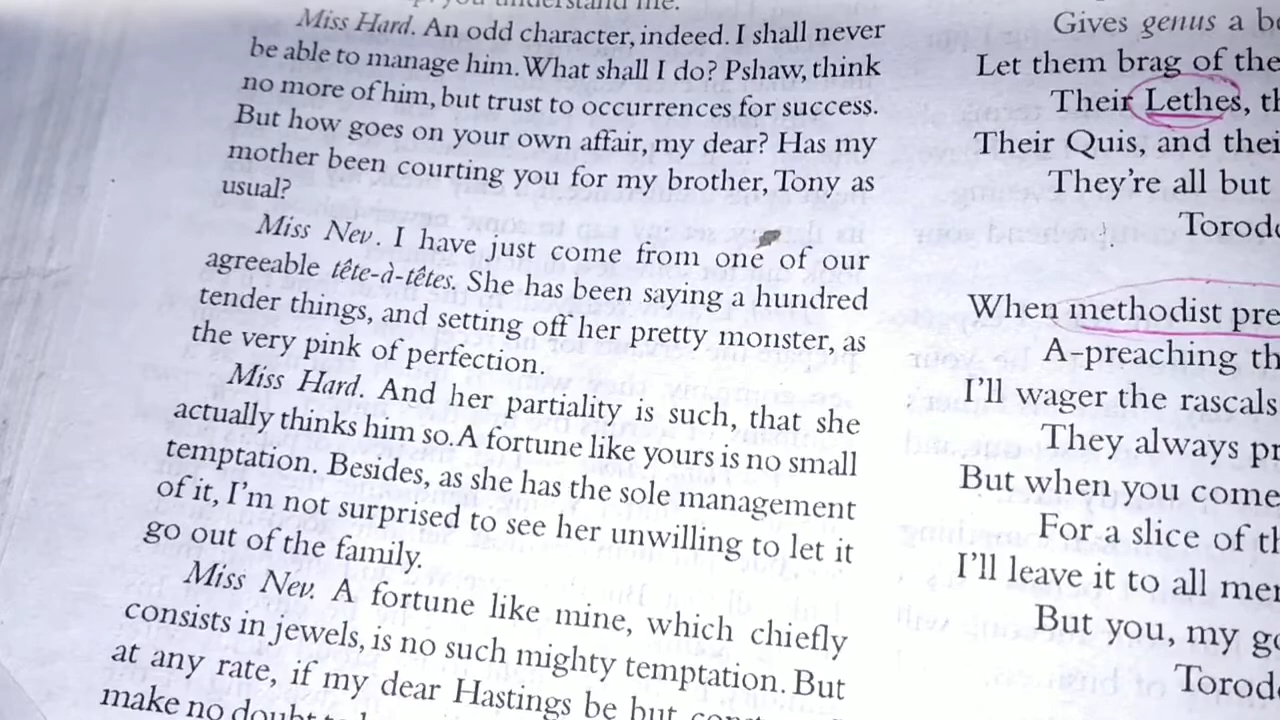 you understand me.
Miss Hard. An odd character, indeed. I shall never
be able to manage him. What shall I do? Pshaw, think
no more of him, but trust to occurrences for success.
But how goes on your own affair, my dear? Has my
mother been courting you for my brother, Tony as
usual?
Miss Nev. I have just come from one of our
agreeable tête-à-têtes. She has been saying a hundred
tender things, and setting off her pretty monster, as
the very pink of perfection.
Miss Hard. And her partiality is such, that she
actually thinks him so. A fortune like yours is no small
temptation. Besides, as she has the sole management
of it, I'm not surprised to see her unwilling to let it
go out of the family.
Miss Nev. A fortune like mine, which chiefly
consists in jewels, is no such mighty temptation. But
at any rate, if my dear Hastings be but
make no doubt
Gives genus a
Let them brag of the
Their Lethes,
Their Quis, and
They're all but
When methodist
A-preaching
I'll wager the rascals
They always
But when you come
For a slice of
I'll leave it to all
But you, my